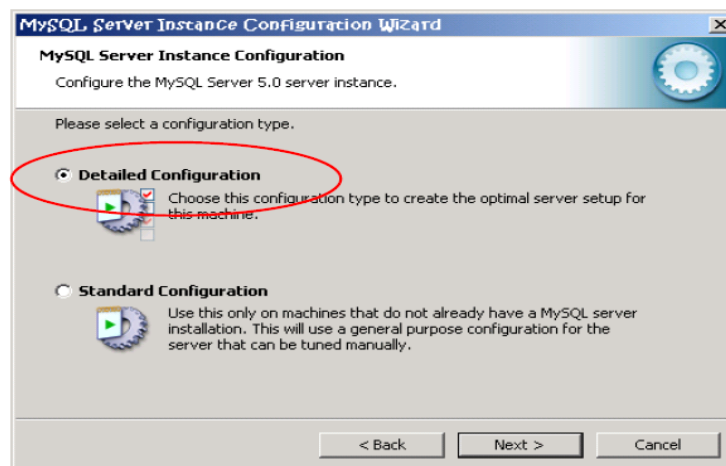 MySQL Server Instance Configuration Wizard
MySQL Server Instance Configuration
Configure the MySQL Server 5.0 server instance.
Please select a configuration type.
Detailed Configuration
Choose this configuration type to create the optimal server setup for
this machine.
Standard Configuration
Use this only on machines that do not already have a MySQL server
installation. This will use a general purpose configuration for the
server that can be tuned manually.
< Back Next > Cancel